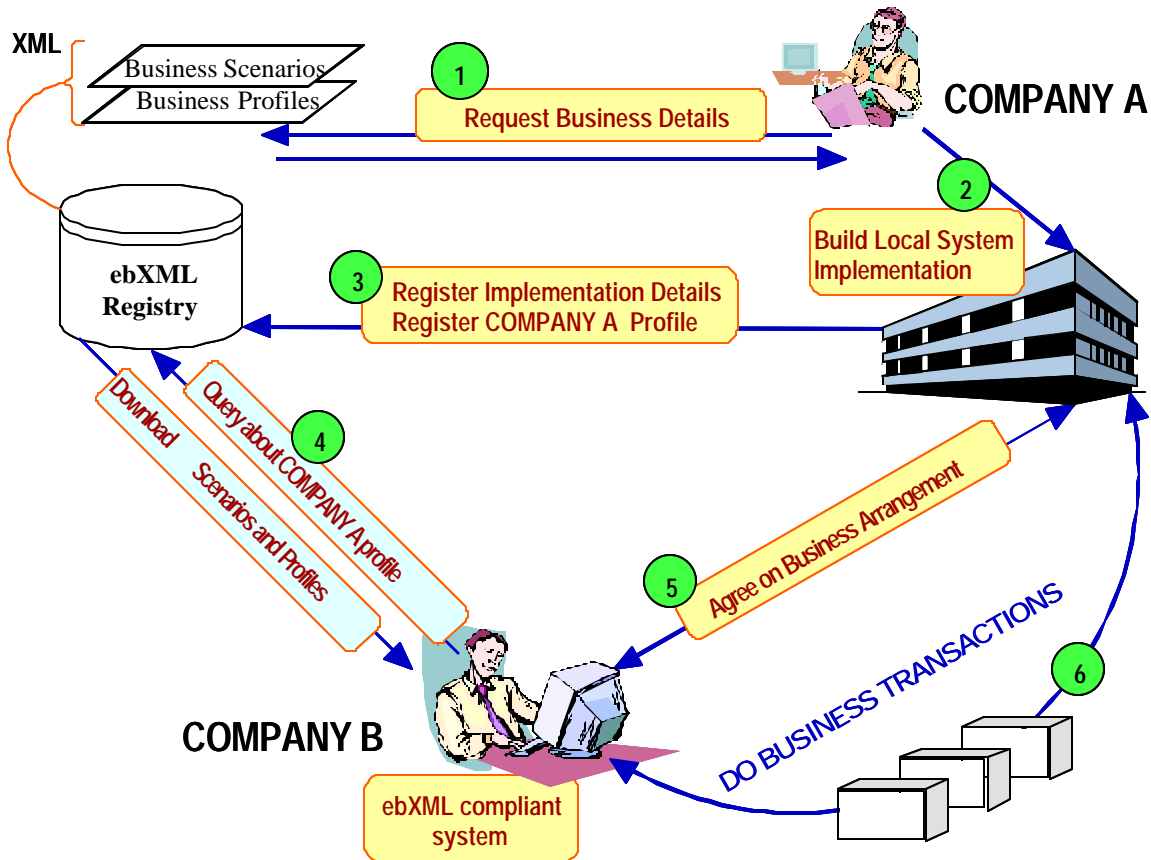 XML
Business Scenarios
Business Profiles
1
Request Business Details
COMPANY A
2
Build Local System
Implementation
ebXML
Registry
3
Register Implementation Details
Register COMPANY A Profile
Download Scenarios and Profiles
Query about COMPANY A profile
4
5
Agree on Business Arrangement
DO BUSINESS TRANSACTIONS
6
COMPANY B
ebXML compliant
system